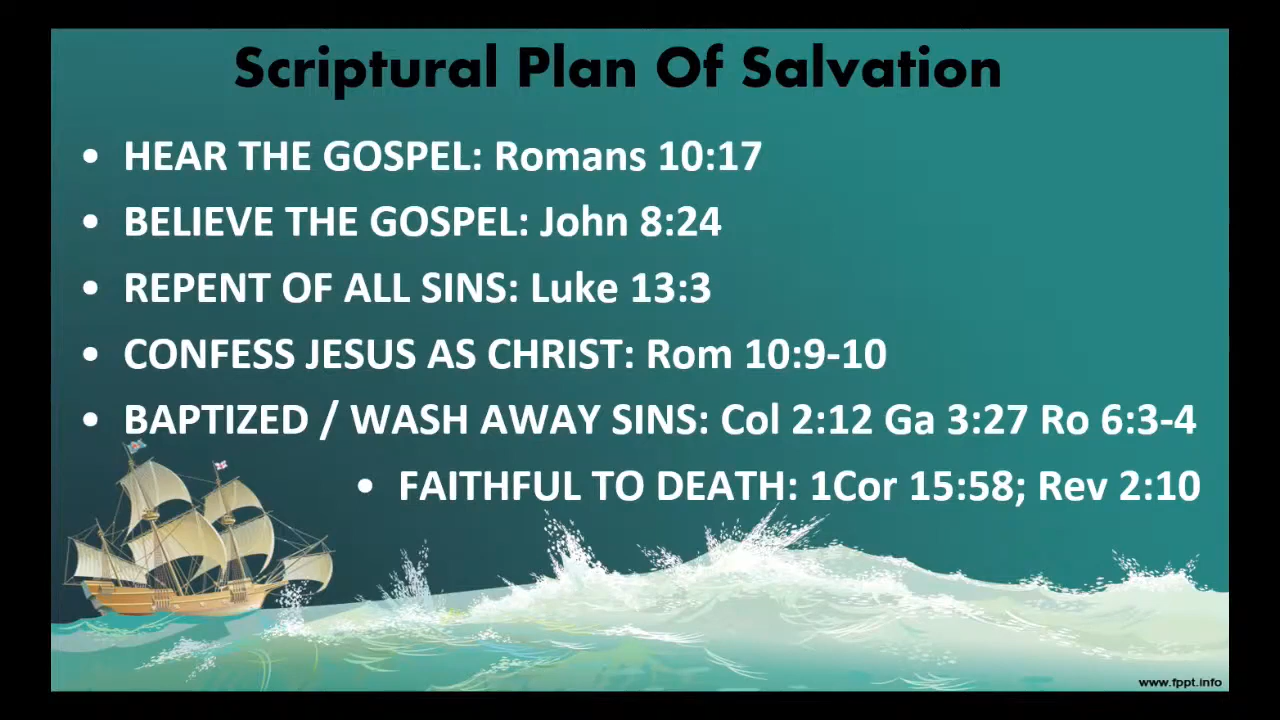 Scriptural Plan Of Salvation
• HEAR THE GOSPEL: Romans 10:17
• BELIEVE THE GOSPEL: John 8:24
• REPENT OF ALL SINS: Luke 13:3
• CONFESS JESUS AS CHRIST: Rom 10:9-10
• BAPTIZED / WASH AWAY SINS: Col 2:12 Ga 3:27 Ro 6:3-4
• FAITHFUL TO DEATH: 1Cor 15:58; Rev 2:10
www.fppt.info